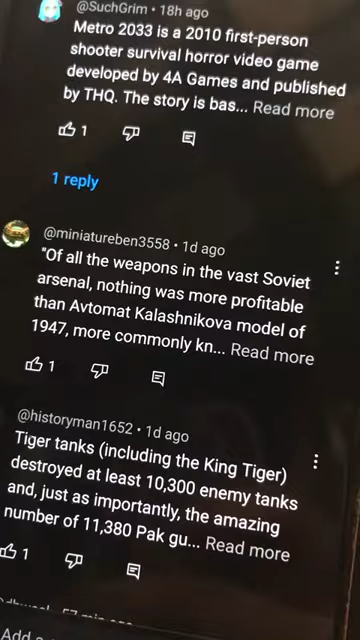 @SuchGrim • 18h ago
Metro 2033 is a 2010 first-person
shooter survival horror video game
developed by 4A Games and published
by THQ. The story is bas... Read more
1
1 reply
@miniatureben3558 • 1d ago
"Of all the weapons in the vast Soviet
arsenal, nothing was more profitable
than Avtomat Kalashnikova model of
1947, more commonly kn... Read more
1
@historyman1652 • 1d ago
Tiger tanks (including the King Tiger)
destroyed at least 10,300 enemy tanks
and, just as importantly, the amazing
number of 11,380 Pak gu... Read more
1
Add